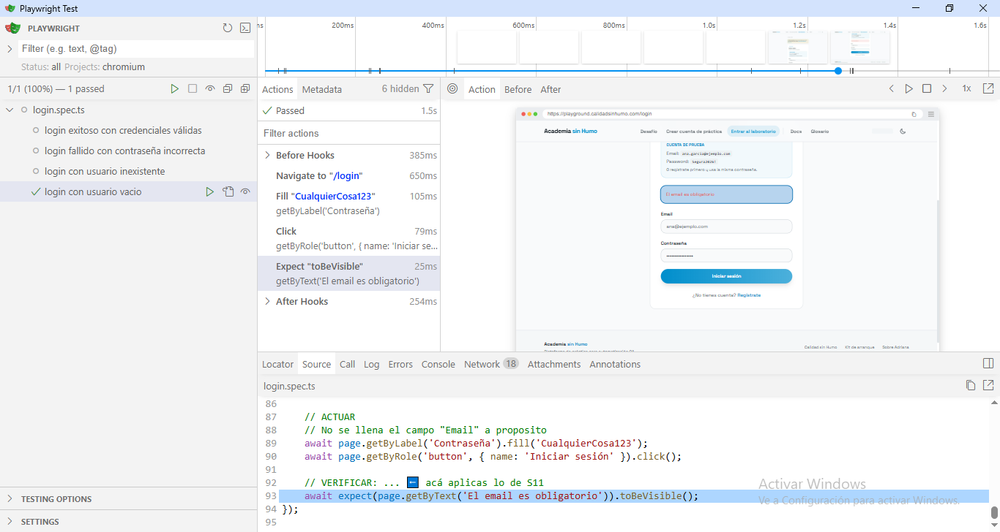 Playwright Test
PLAYWRIGHT
Filter (e.g. text, @tag)
Status: all Projects: chromium
1/1 (100%) — 1 passed
login.spec.ts
login exitoso con credenciales válidas
login fallido con contraseña incorrecta
login con usuario inexistente
login con usuario vacio
TESTING OPTIONS
SETTINGS
ns 200ms 400ms 600ms 800ms 1.0s 1.2s 1.4s 1.6s
Actions Metadata 6 hidden
Passed 1.5s
Filter actions
Before Hooks 385ms
Navigate to "/login" 650ms
Fill "CualquierCosa123" 105ms
getByLabel('Contraseña')
Click 79ms
getByRole('button', { name: 'Iniciar se...
Expect "toBeVisible" 25ms
getByText('El email es obligatorio')
After Hooks 254ms
Action Before After 1x
https://playground.calidadsinhumo.com/login
Academia sin Humo Desafío Crear cuenta de práctica Entrar al laboratorio Docs Glosario
CUENTA DE PRUEBA
Email: ana.garcia@ejemplo.com
Password: Segura2026!
O regístrate primero y usa la misma contraseña.
El email es obligatorio
Email
ana@ejemplo.com
Contraseña
Iniciar sesión
¿No tienes cuenta? Regístrate
Academia sin Humo
Calidad sin Humo Kit de arranque Sobre Adriana
Locator Source Call Log Errors Console Network 18 Attachments Annotations
login.spec.ts
86
87 // ACTUAR
88 // No se llena el campo "Email" a proposito
89 await page.getByLabel('Contraseña').fill('CualquierCosa123');
90 await page.getByRole('button', { name: 'Iniciar sesión' }).click();
91
92 // VERIFICAR: ... ⬅ acá aplicas lo de S11
93 await expect(page.getByText('El email es obligatorio')).toBeVisible();
94 });
95
Activar Windows
Ve a Configuración para activar Windows.